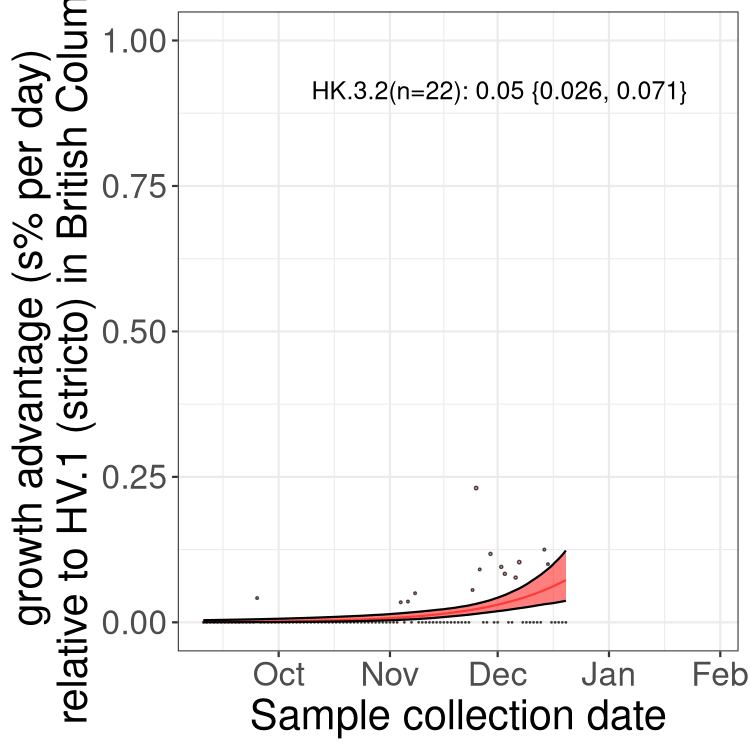 growth advantage (s% per day)
relative to HV.1 (stricto) in British Colum
1.00
0.75
0.50
0.25
0.00
HK.3.2(n=22): 0.05 {0.026, 0.071}
Oct
Nov
Dec
Jan
Feb
Sample collection date